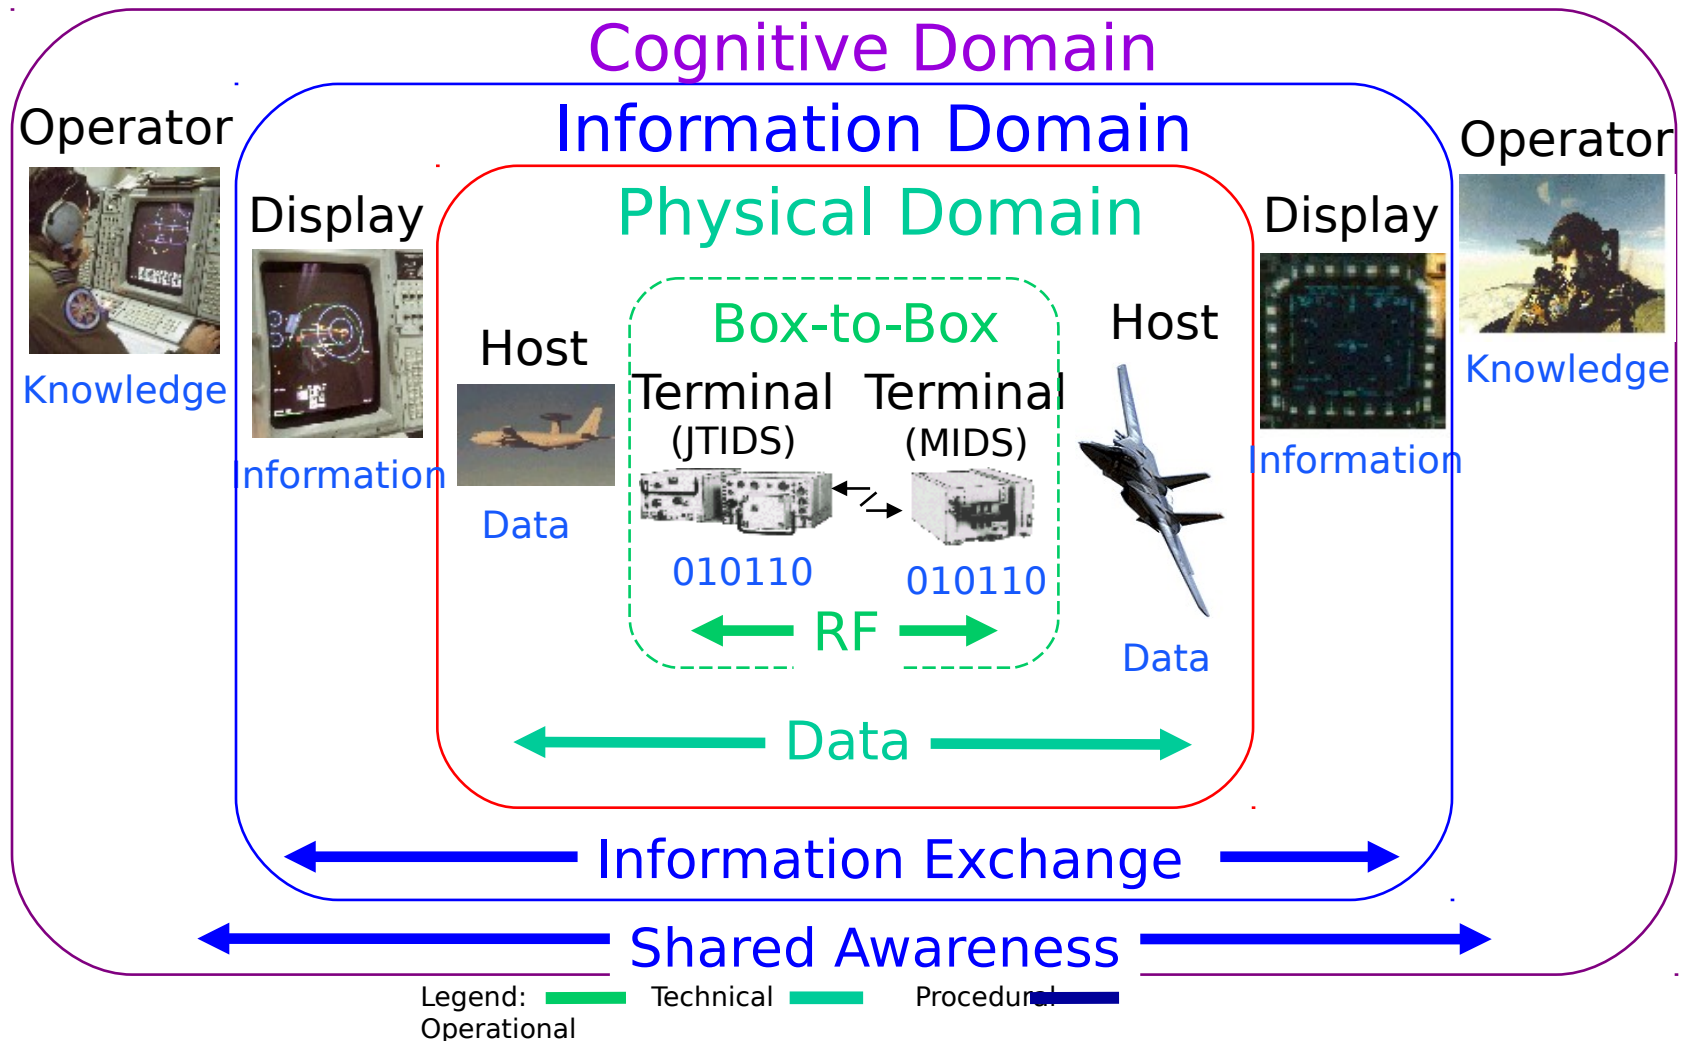 Cognitive Domain
Information Domain
Operator
Operator
Physical Domain
Display
Display
Box-to-Box
Host
Host
Terminal
(JTIDS)
Terminal
(MIDS)
Knowledge
Knowledge
Information
Information
Data
010110
010110
RF
Data
Data
Information Exchange
Shared Awareness
Legend: Technical Procedural
Operational